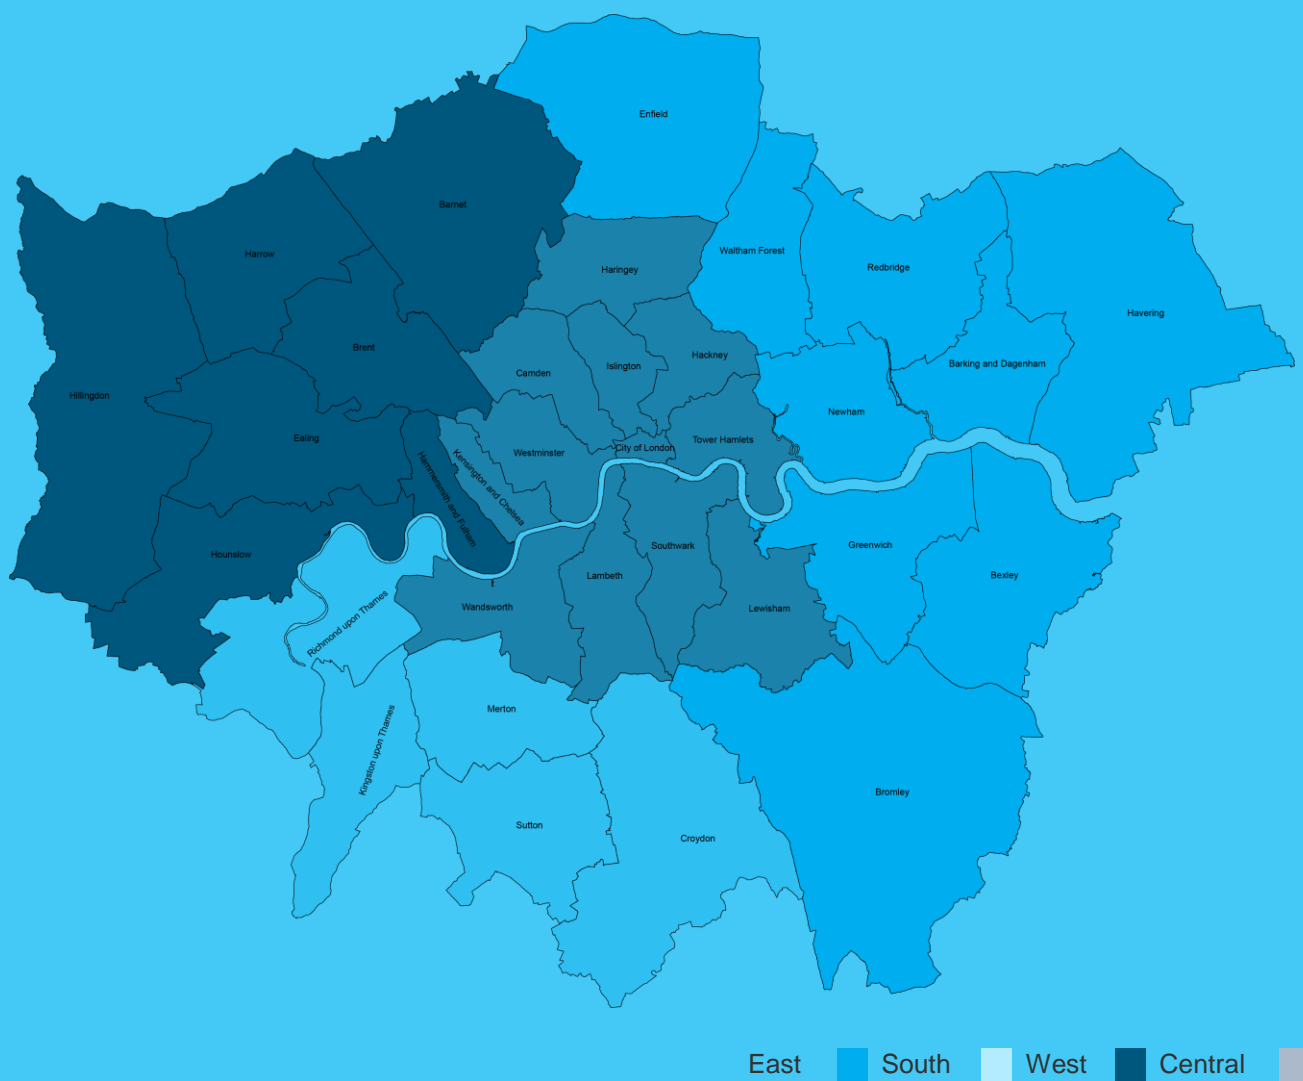 Enfield
Barnet
Harrow
Waltham Forest
Haringey
Redbridge
Havering
Brent
Hackney
Islington
Barking and Dagenham
Camden
Hillingdon
Newham
Ealing
Tower Hamlets
City of London
Westminster
Kensington and Chelsea
Hammersmith and Fulham
Hounslow
Southwark
Greenwich
Lambeth
Bexley
Wandsworth
Lewisham
Richmond upon Thames
Merton
Kingston upon Thames
Bromley
Sutton
Croydon
East South West Central